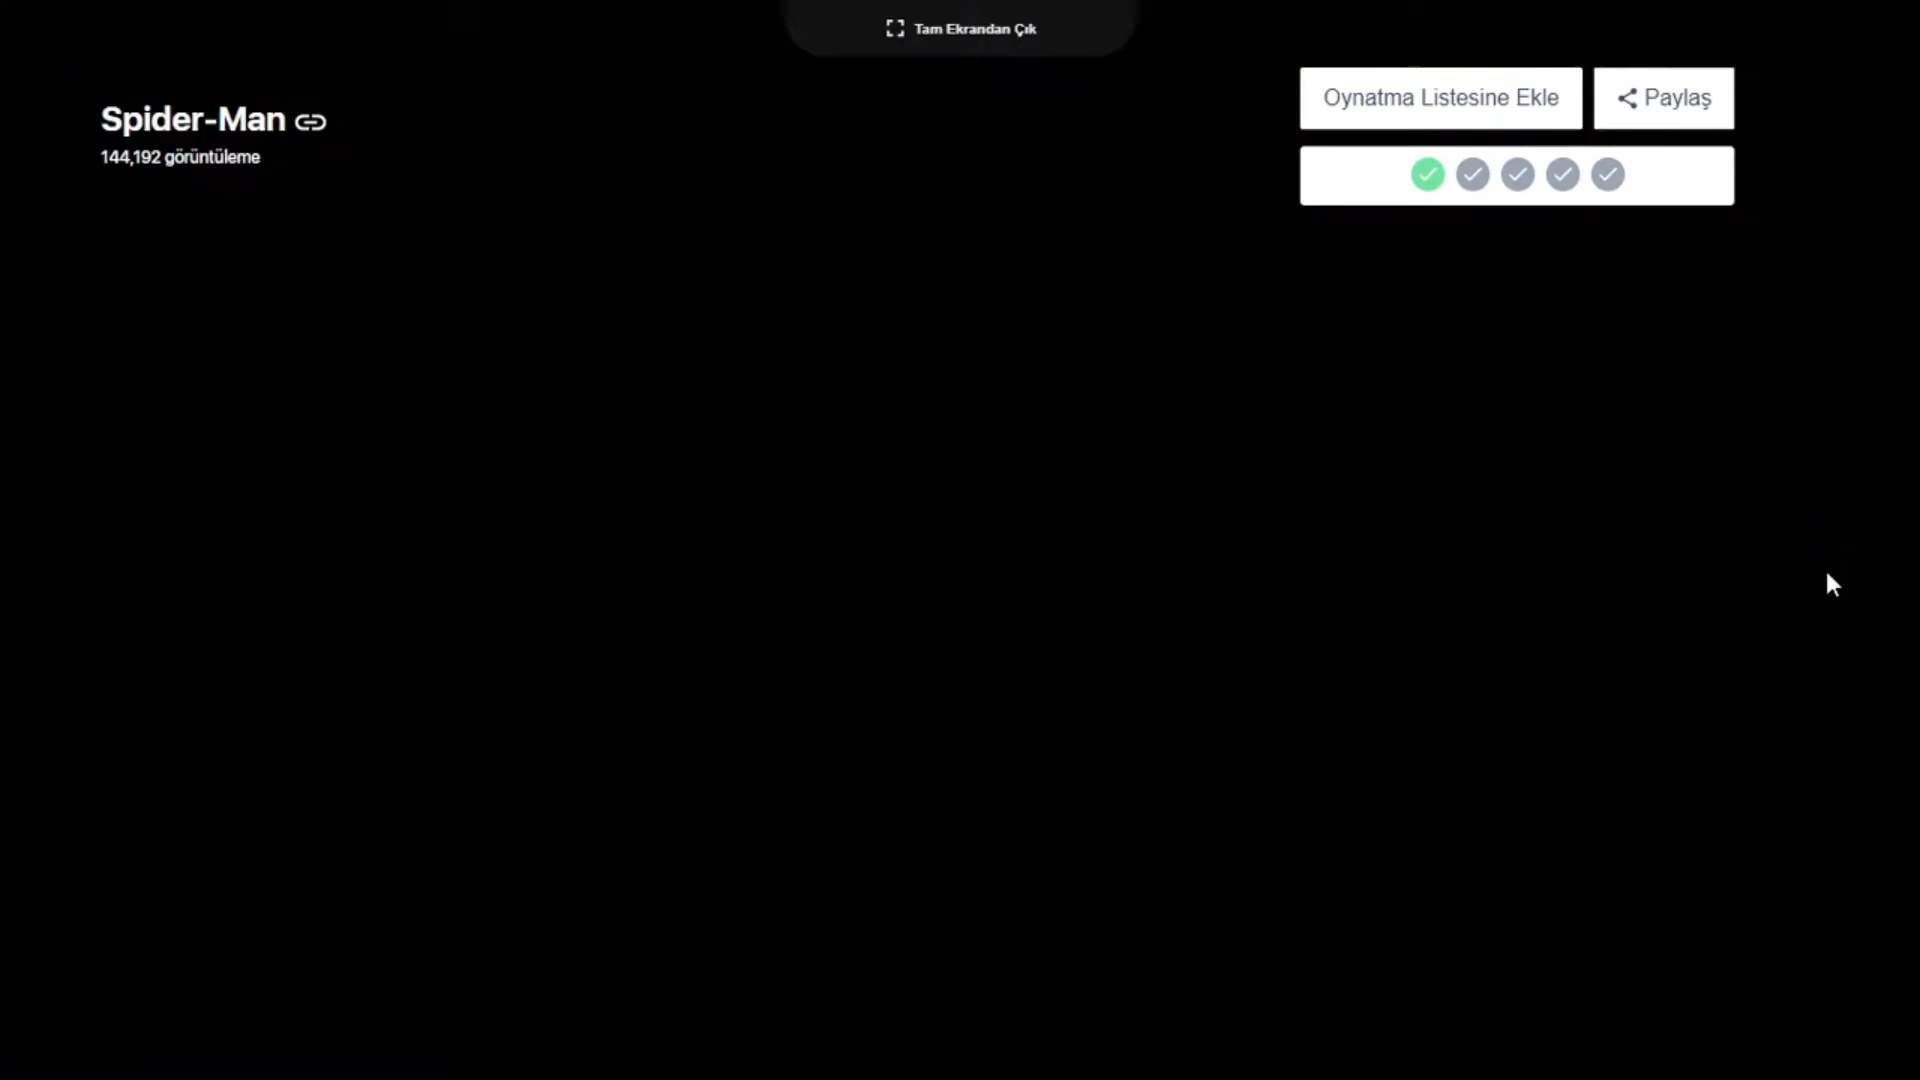 Tam Ekrandan Çık
Spider-Man
144,192 görüntüleme
Oynatma Listesine Ekle
Paylaş